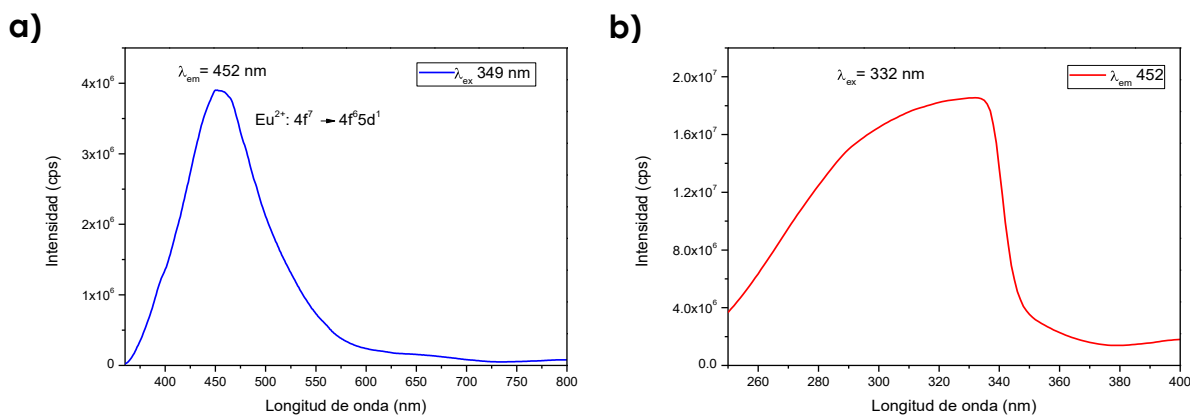 a)
λem= 452 nm
λex 349 nm
Eu²⁺: 4f⁷ → 4f⁶5d¹
4x10⁶
3x10⁶
2x10⁶
1x10⁶
0
Intensidad (cps)
400 450 500 550 600 650 700 750 800
Longitud de onda (nm)
b)
λex = 332 nm
λem 452
2.0x10⁷
1.6x10⁷
1.2x10⁷
8.0x10⁶
4.0x10⁶
0.0
Intensidad (cps)
260 280 300 320 340 360 380 400
Longitud de onda (nm)